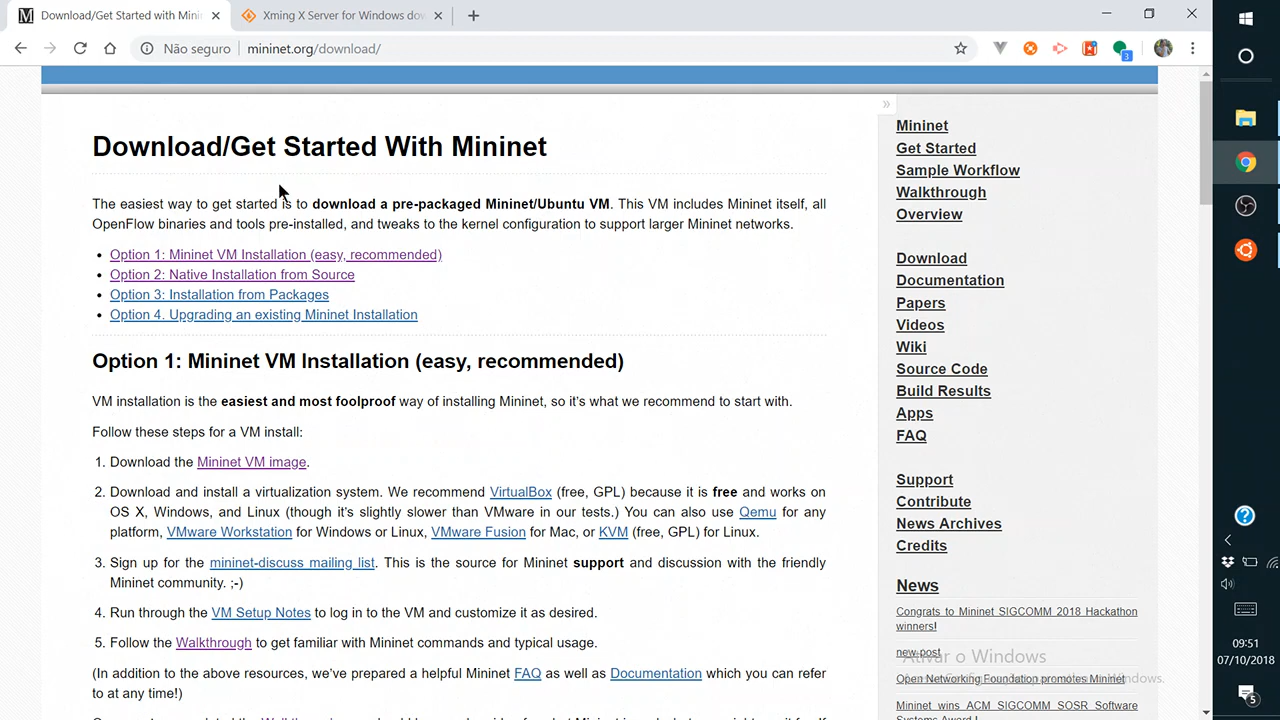 Download/Get Started with Mini
Xming X Server for Windows dow
Não seguro
mininet.org/download/
3
Download/Get Started With Mininet
The easiest way to get started is to download a pre-packaged Mininet/Ubuntu VM. This VM includes Mininet itself, all
OpenFlow binaries and tools pre-installed, and tweaks to the kernel configuration to support larger Mininet networks.
• Option 1: Mininet VM Installation (easy, recommended)
• Option 2: Native Installation from Source
• Option 3: Installation from Packages
• Option 4. Upgrading an existing Mininet Installation
Option 1: Mininet VM Installation (easy, recommended)
VM installation is the easiest and most foolproof way of installing Mininet, so it's what we recommend to start with.
Follow these steps for a VM install:
1. Download the Mininet VM image.
2. Download and install a virtualization system. We recommend VirtualBox (free, GPL) because it is free and works on
OS X, Windows, and Linux (though it's slightly slower than VMware in our tests.) You can also use Qemu for any
platform, VMware Workstation for Windows or Linux, VMware Fusion for Mac, or KVM (free, GPL) for Linux.
3. Sign up for the mininet-discuss mailing list. This is the source for Mininet support and discussion with the friendly
Mininet community. ;-)
4. Run through the VM Setup Notes to log in to the VM and customize it as desired.
5. Follow the Walkthrough to get familiar with Mininet commands and typical usage.
(In addition to the above resources, we've prepared a helpful Mininet FAQ as well as Documentation which you can refer
to at any time!)
»
Mininet
Get Started
Sample Workflow
Walkthrough
Overview
Download
Documentation
Papers
Videos
Wiki
Source Code
Build Results
Apps
FAQ
Support
Contribute
News Archives
Credits
News
Congrats to Mininet SIGCOMM 2018 Hackathon
winners!
new post
Open Networking Foundation promotes Mininet
Mininet wins ACM SIGCOMM SOSR Software
Systems Award !
Ativar o Windows
09:51
07/10/2018
5